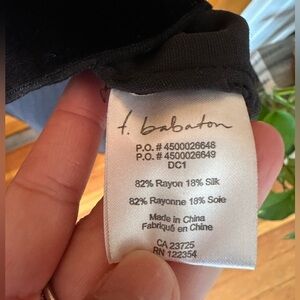 t. babaton
P.O. # 4500026648
P.O. # 4500026649
DC1
82% Rayon 18% Silk
82% Rayonne 18% Soie
Made in China
Fabriqué en Chine
CA 23725
RN 122354